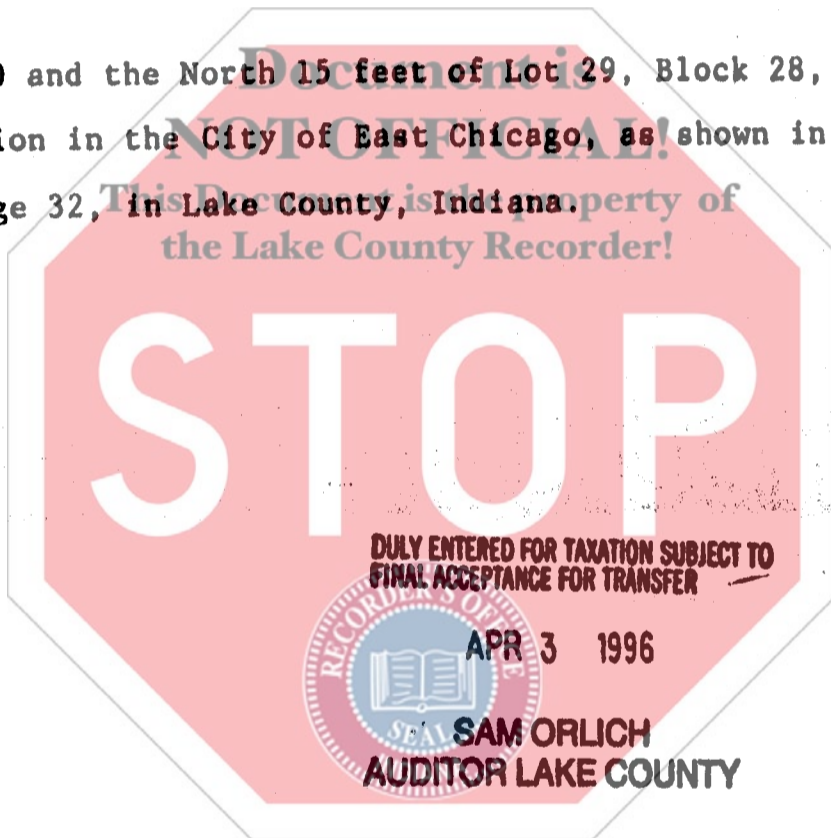 Document is
and the North 15 feet of Lot 29, Block 28,
NOT OFFICIAL!
ion in the City of East Chicago, as shown in
This Document is the property of
ge 32, in Lake County, Indiana.
the Lake County Recorder!
STOP
DULY ENTERED FOR TAXATION SUBJECT TO
FINAL ACCEPTANCE FOR TRANSFER
RECORDER'S OFFICE
APR 3 1996
SEAL
SAM ORLICH
AUDITOR LAKE COUNTY